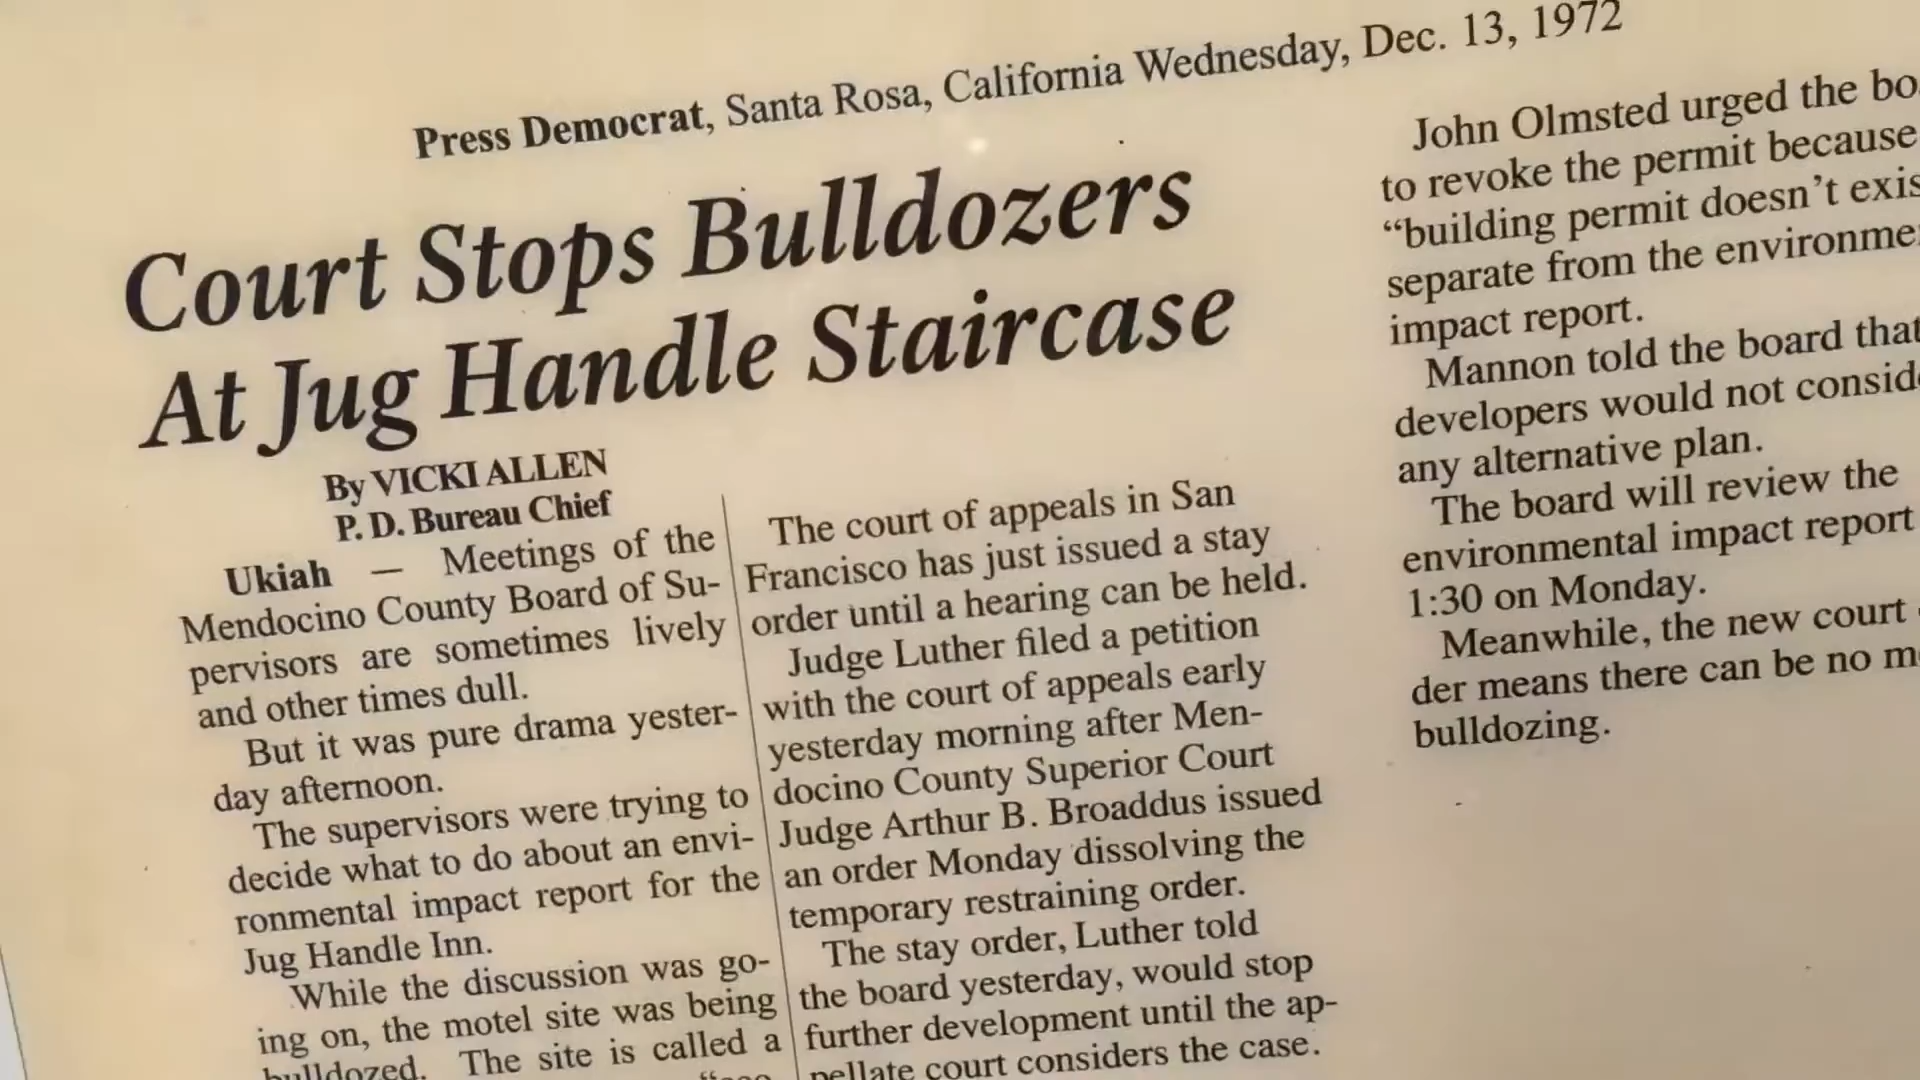 Press Democrat, Santa Rosa, California Wednesday, Dec. 13, 1972
Court Stops Bulldozers
At Jug Handle Staircase
By VICKI ALLEN
P. D. Bureau Chief
Ukiah — Meetings of the
Mendocino County Board of Su-
pervisors are sometimes lively
and other times dull.
But it was pure drama yester-
day afternoon.
The supervisors were trying to
decide what to do about an envi-
ronmental impact report for the
Jug Handle Inn.
While the discussion was go-
ing on, the motel site was being
bulldozed. The site is called a
The court of appeals in San
Francisco has just issued a stay
order until a hearing can be held.
Judge Luther filed a petition
with the court of appeals early
yesterday morning after Men-
docino County Superior Court
Judge Arthur B. Broaddus issued
an order Monday dissolving the
temporary restraining order.
The stay order, Luther told
the board yesterday, would stop
further development until the ap-
pellate court considers the case.
John Olmsted urged the bo
to revoke the permit because
“building permit doesn’t exis
separate from the environme
impact report.
Mannon told the board that
developers would not consid
any alternative plan.
The board will review the
environmental impact report
1:30 on Monday.
Meanwhile, the new court
der means there can be no m
bulldozing.